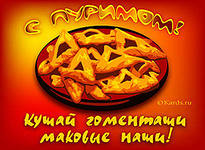 С ПУРИМОМ!
© Kards.ru
Кушай гоменташи
маковые наши!